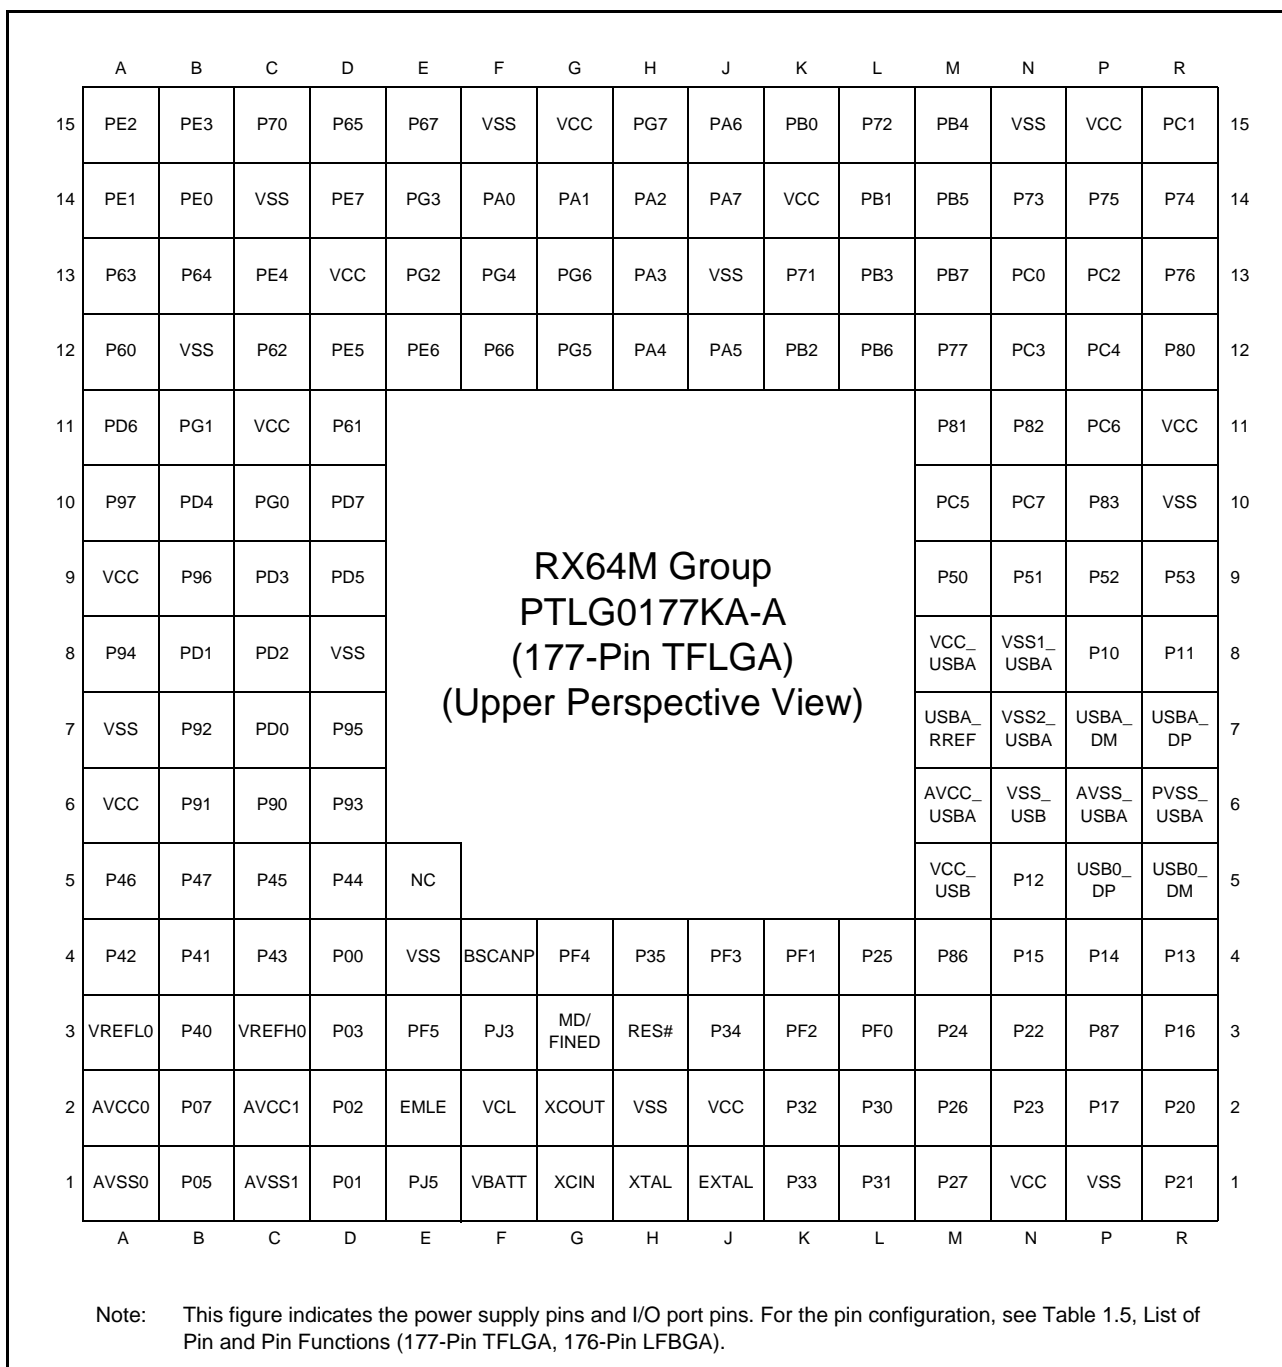 A B C D E F G H J K L M N P R
15 PE2 PE3 P70 P65 P67 VSS VCC PG7 PA6 PB0 P72 PB4 VSS VCC PC1 15
14 PE1 PE0 VSS PE7 PG3 PA0 PA1 PA2 PA7 VCC PB1 PB5 P73 P75 P74 14
13 P63 P64 PE4 VCC PG2 PG4 PG6 PA3 VSS P71 PB3 PB7 PC0 PC2 P76 13
12 P60 VSS P62 PE5 PE6 P66 PG5 PA4 PA5 PB2 PB6 P77 PC3 PC4 P80 12
11 PD6 PG1 VCC P61 P81 P82 PC6 VCC 11
10 P97 PD4 PG0 PD7 PC5 PC7 P83 VSS 10
9 VCC P96 PD3 PD5 P50 P51 P52 P53 9
RX64M Group
PTLG0177KA-A
(177-Pin TFLGA)
(Upper Perspective View)
8 P94 PD1 PD2 VSS VCC_ VSS1_ P10 P11 8
USBA USBA
7 VSS P92 PD0 P95 USBA_ VSS2_ USBA_ USBA_ 7
RREF USBA DM DP
6 VCC P91 P90 P93 AVCC_ VSS_ AVSS_ PVSS_ 6
USBA USB USBA USBA
5 P46 P47 P45 P44 NC VCC_ P12 USB0_ USB0_ 5
USB DP DM
4 P42 P41 P43 P00 VSS BSCANP PF4 P35 PF3 PF1 P25 P86 P15 P14 P13 4
3 VREFL0 P40 VREFH0 P03 PF5 PJ3 MD/ RES# P34 PF2 PF0 P24 P22 P87 P16 3
FINED
2 AVCC0 P07 AVCC1 P02 EMLE VCL XCOUT VSS VCC P32 P30 P26 P23 P17 P20 2
1 AVSS0 P05 AVSS1 P01 PJ5 VBATT XCIN XTAL EXTAL P33 P31 P27 VCC VSS P21 1
A B C D E F G H J K L M N P R
Note: This figure indicates the power supply pins and I/O port pins. For the pin configuration, see Table 1.5, List of
Pin and Pin Functions (177-Pin TFLGA, 176-Pin LFBGA).